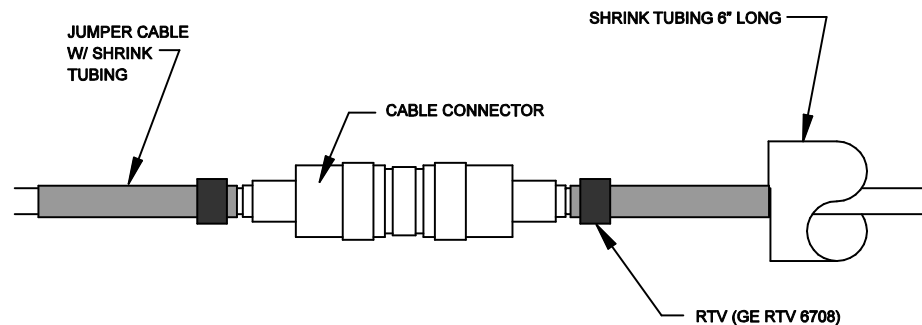 JUMPER CABLE
W/ SHRINK
TUBING
SHRINK TUBING 6" LONG
CABLE CONNECTOR
RTV (GE RTV 6708)